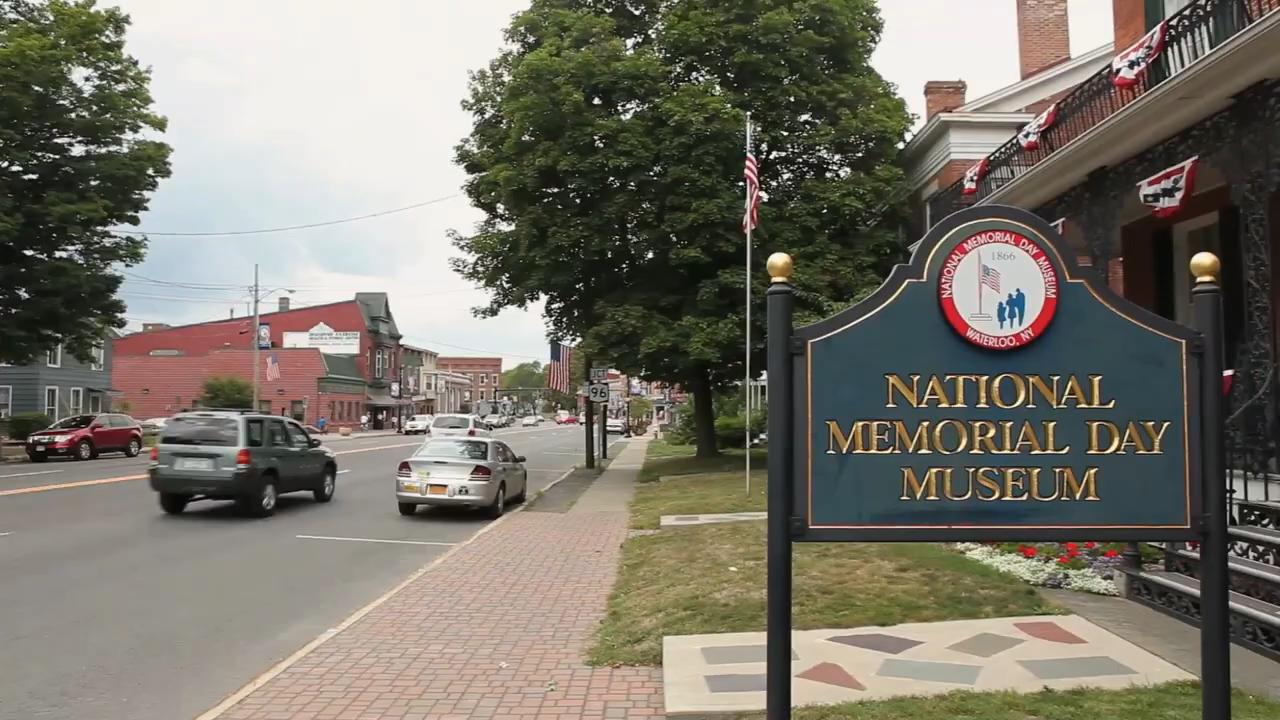 NATIONAL MEMORIAL DAY MUSEUM
1866
WATERLOO, NY
NATIONAL
MEMORIAL DAY
MUSEUM
96